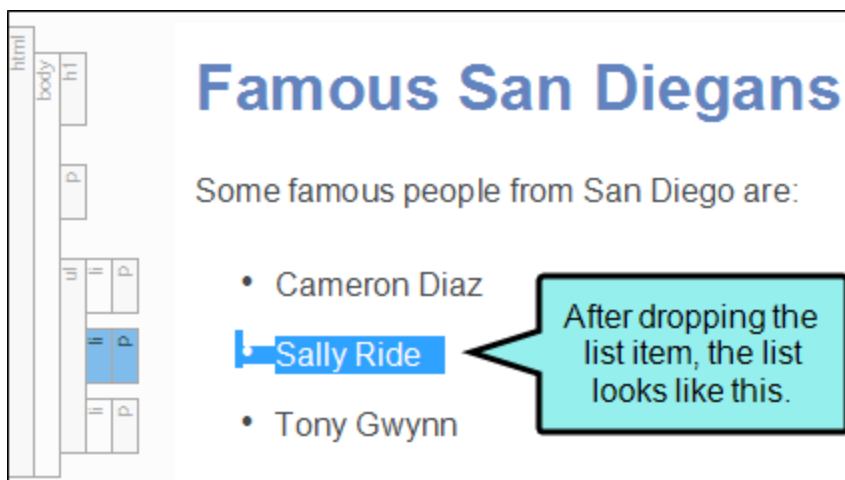 html
body
h1
Famous San Diegans
p
Some famous people from San Diego are:
ul
li
p
• Cameron Diaz
li
p
• Sally Ride
After dropping the
list item, the list
looks like this.
li
p
• Tony Gwynn